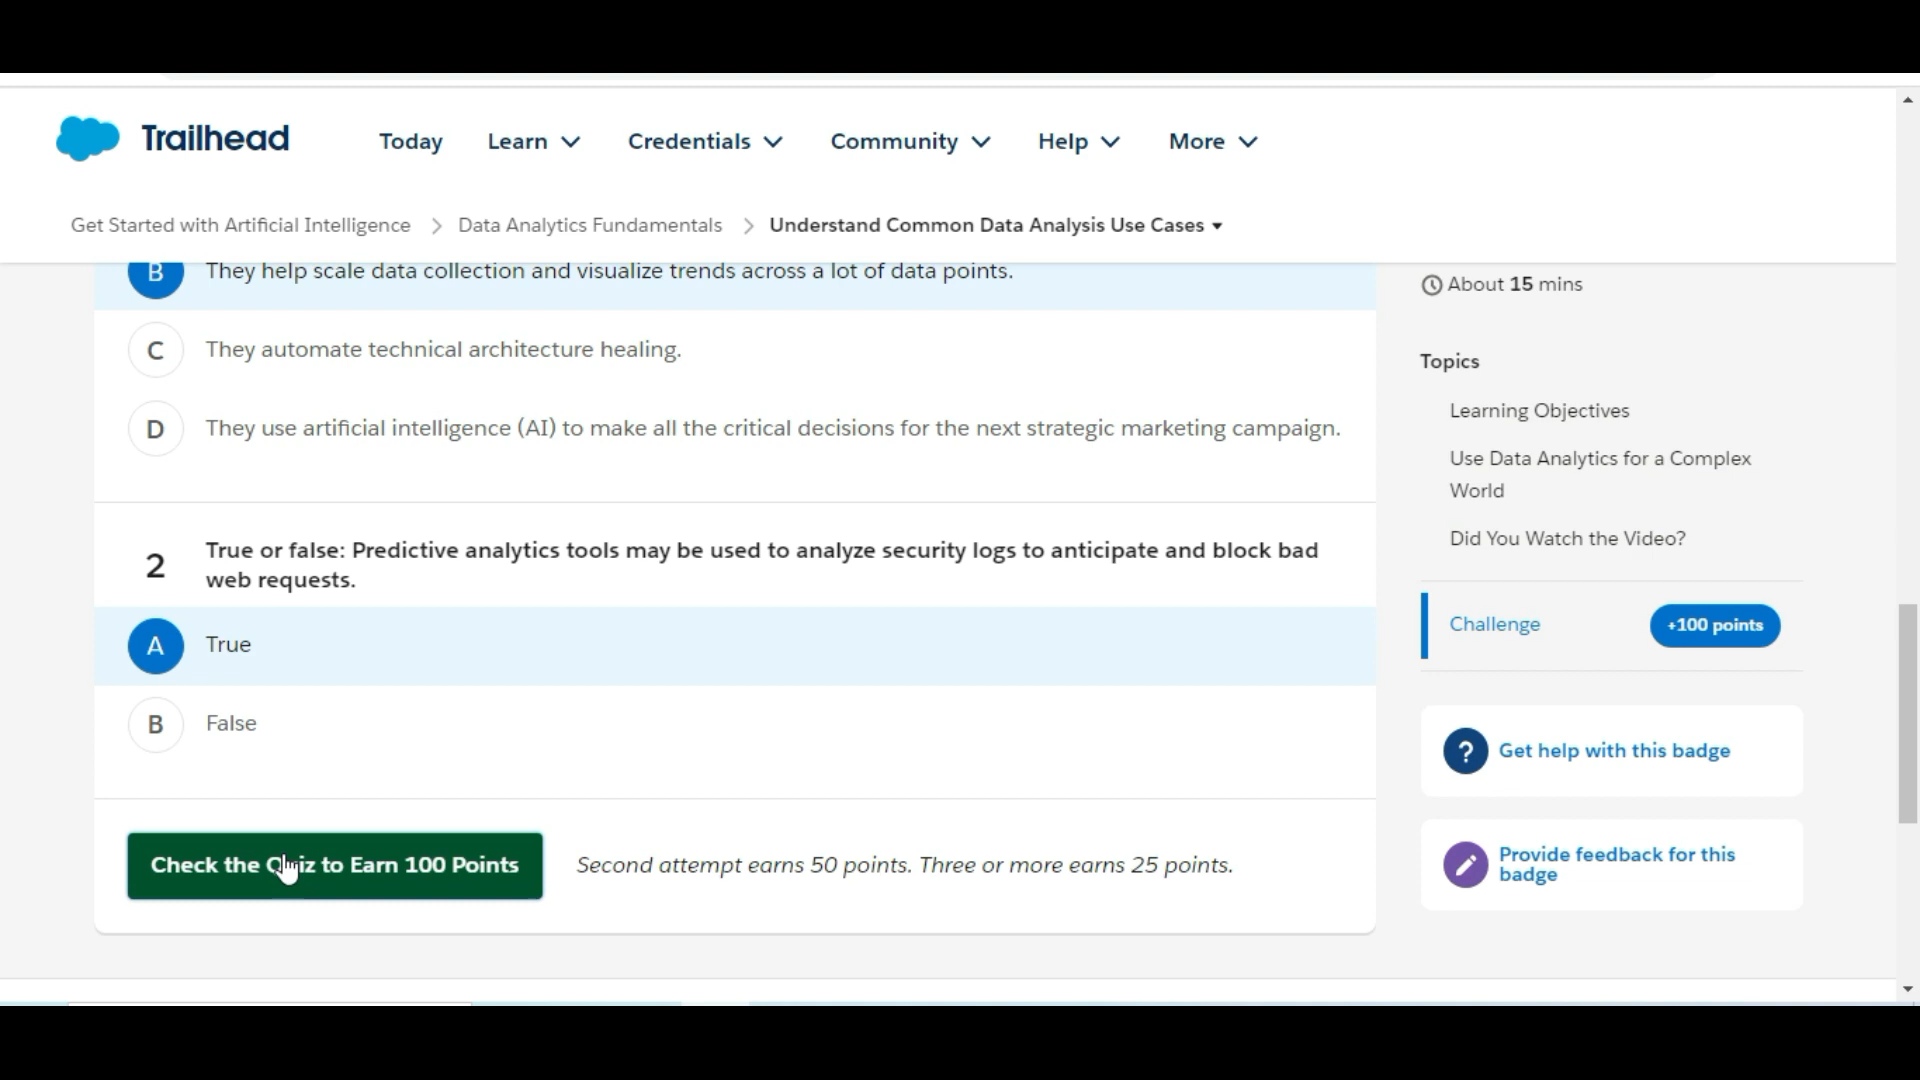 Trailhead
Today
Learn
Credentials
Community
Help
More
Get Started with Artificial Intelligence
Data Analytics Fundamentals
Understand Common Data Analysis Use Cases
B
They help scale data collection and visualize trends across a lot of data points.
C
They automate technical architecture healing.
D
They use artificial intelligence (AI) to make all the critical decisions for the next strategic marketing campaign.
2
True or false: Predictive analytics tools may be used to analyze security logs to anticipate and block bad
web requests.
A
True
B
False
Check the Quiz to Earn 100 Points
Second attempt earns 50 points. Three or more earns 25 points.
About 15 mins
Topics
Learning Objectives
Use Data Analytics for a Complex
World
Did You Watch the Video?
Challenge
+100 points
?
Get help with this badge
Provide feedback for this
badge